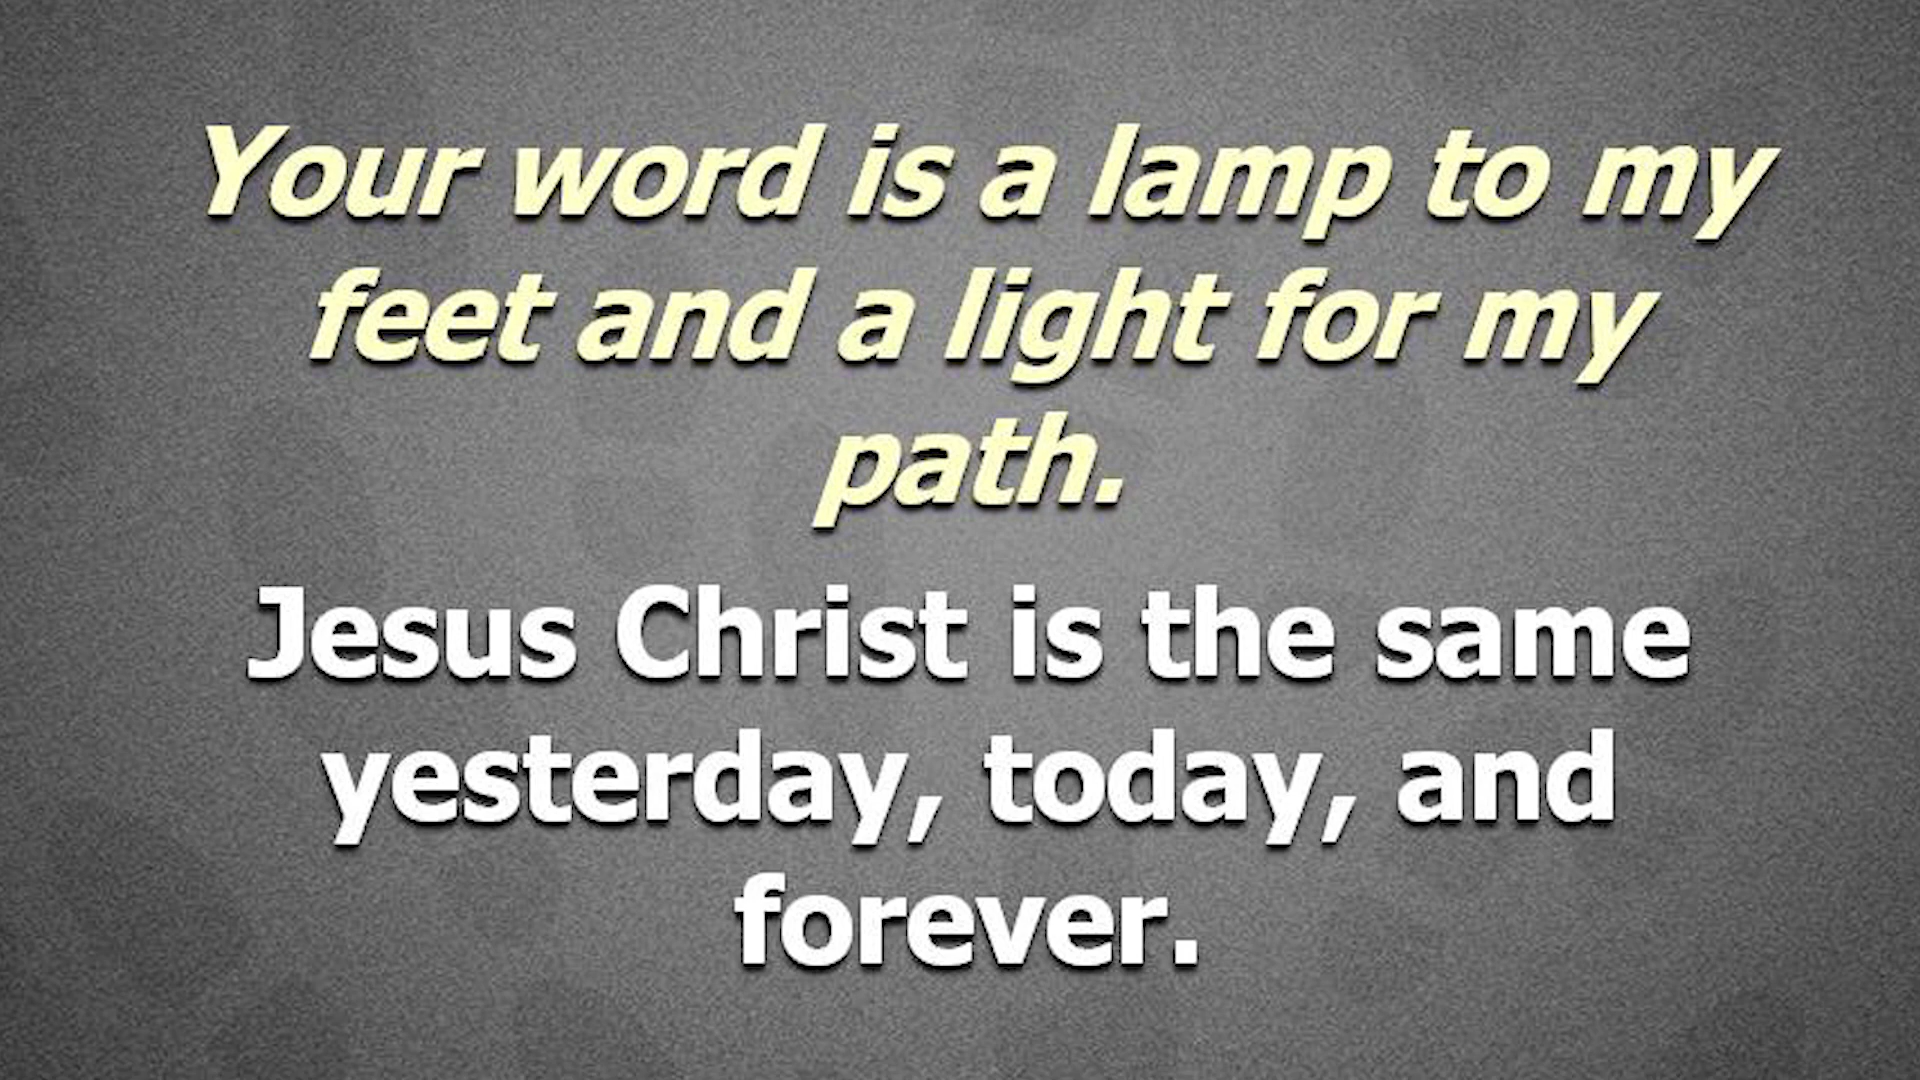 Your word is a lamp to my
feet and a light for my
path.
Jesus Christ is the same
yesterday, today, and
forever.